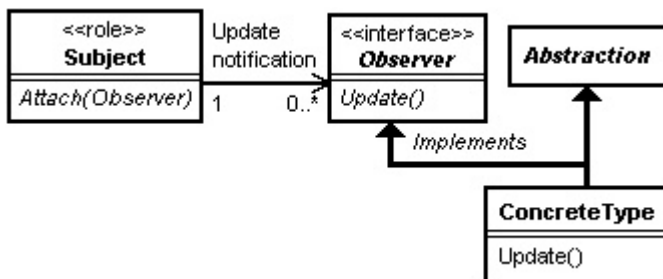 <<role>>
Subject
Attach(Observer)
Update
notification
1
0..*
<<interface>>
Observer
Update()
Abstraction
Implements
ConcreteType
Update()